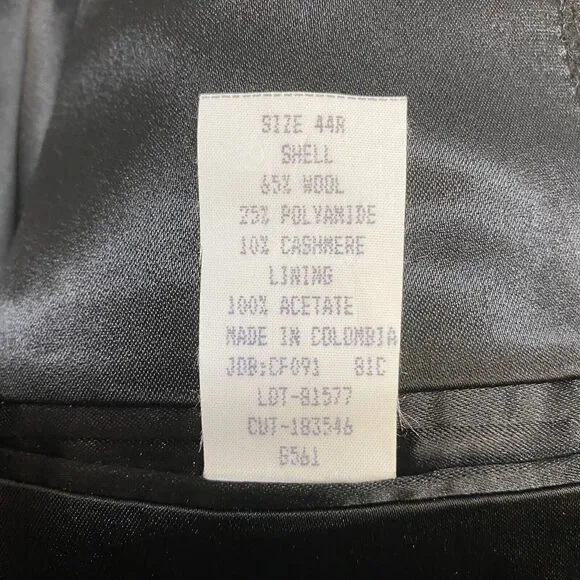 SIZE 44R
SHELL
65% WOOL
25% POLYAMIDE
10% CASHMERE
LINING
100% ACETATE
MADE IN COLOMBIA
JOB:CF091 81C
LOT-81577
CUT-183546
G561